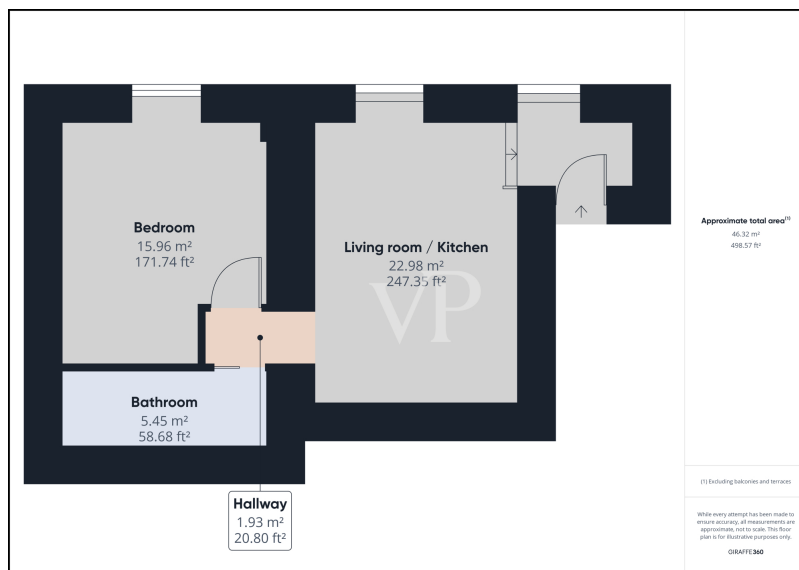 Bedroom
15.96 m²
171.74 ft²
Living room / Kitchen
22.98 m²
247.35 ft²
VP
Bathroom
5.45 m²
58.68 ft²
Hallway
1.93 m²
20.80 ft²
Approximate total area⁽¹⁾
46.32 m²
498.57 ft²
(1) Excluding balconies and terraces
While every attempt has been made to
ensure accuracy, all measurements are
approximate, not to scale. This floor
plan is for illustrative purposes only.
GIRAFFE360